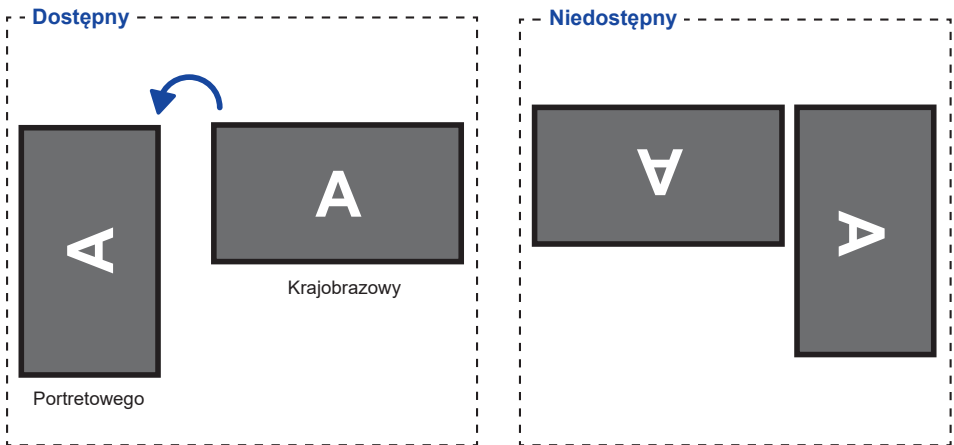 Dostępny
A
A
Krajobrazowy
Portretowego
Niedostępny
A
A